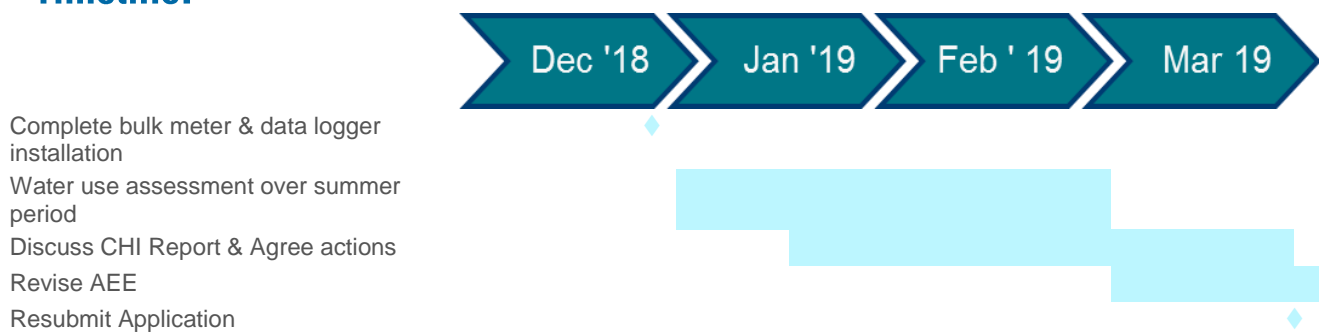 Timeline:
Dec '18
Jan '19
Feb ' 19
Mar 19
Complete bulk meter & data logger
installation
Water use assessment over summer
period
Discuss CHI Report & Agree actions
Revise AEE
Resubmit Application